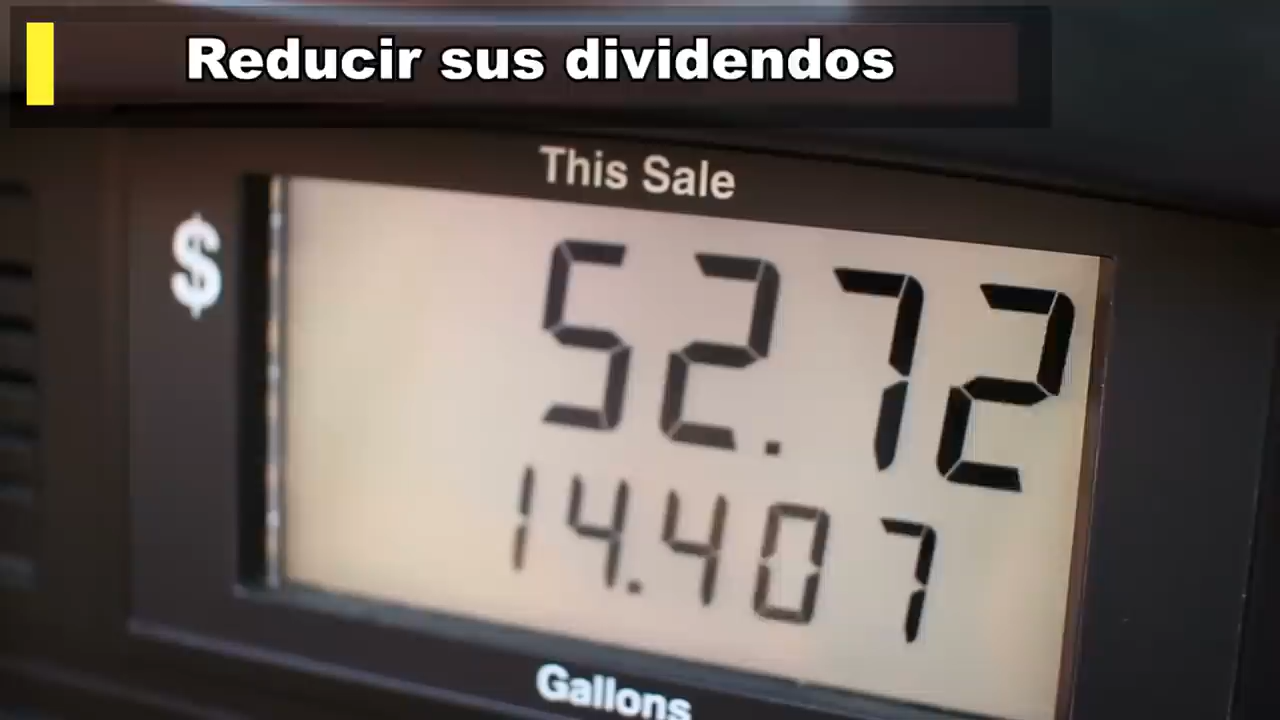 Reducir sus dividendos
This Sale
$
52.72
14.407
Gallons